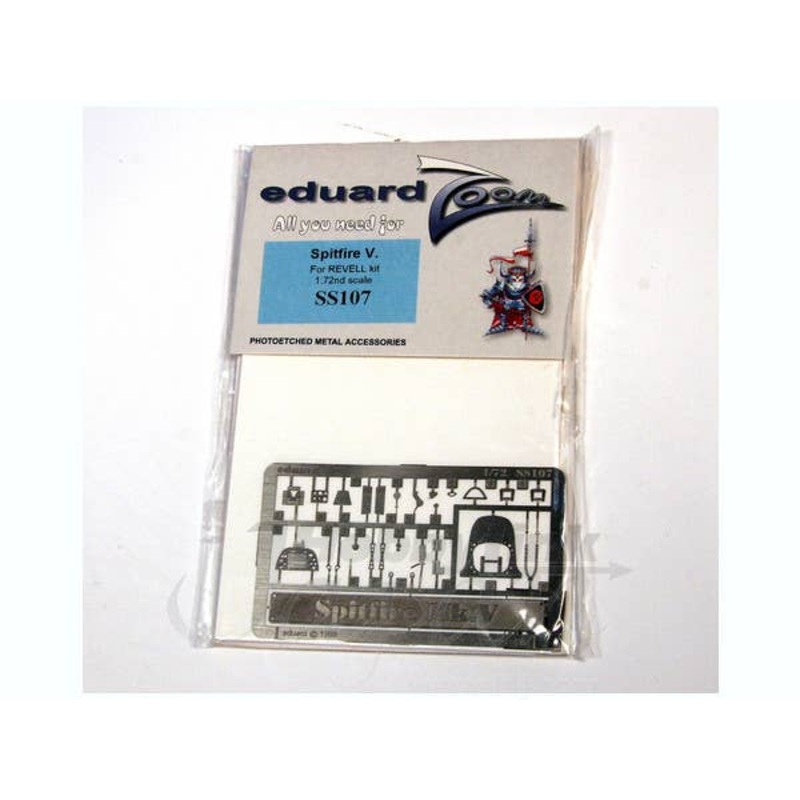 eduard Zoom
All you need for
Spitfire V.
For REVELL kit
1.72nd scale
SS107
PHOTOETCHED METAL ACCESSORIES
eduard
1/72 SS107
Spitfire Mk V
eduard ©